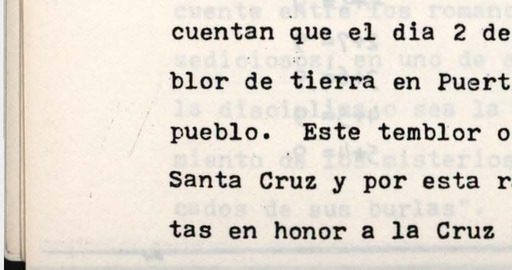 cuentan que el dia 2 de
blor de tierra en Puert
pueblo. Este temblor o
Santa Cruz y por esta r
tas en honor a la Cruz